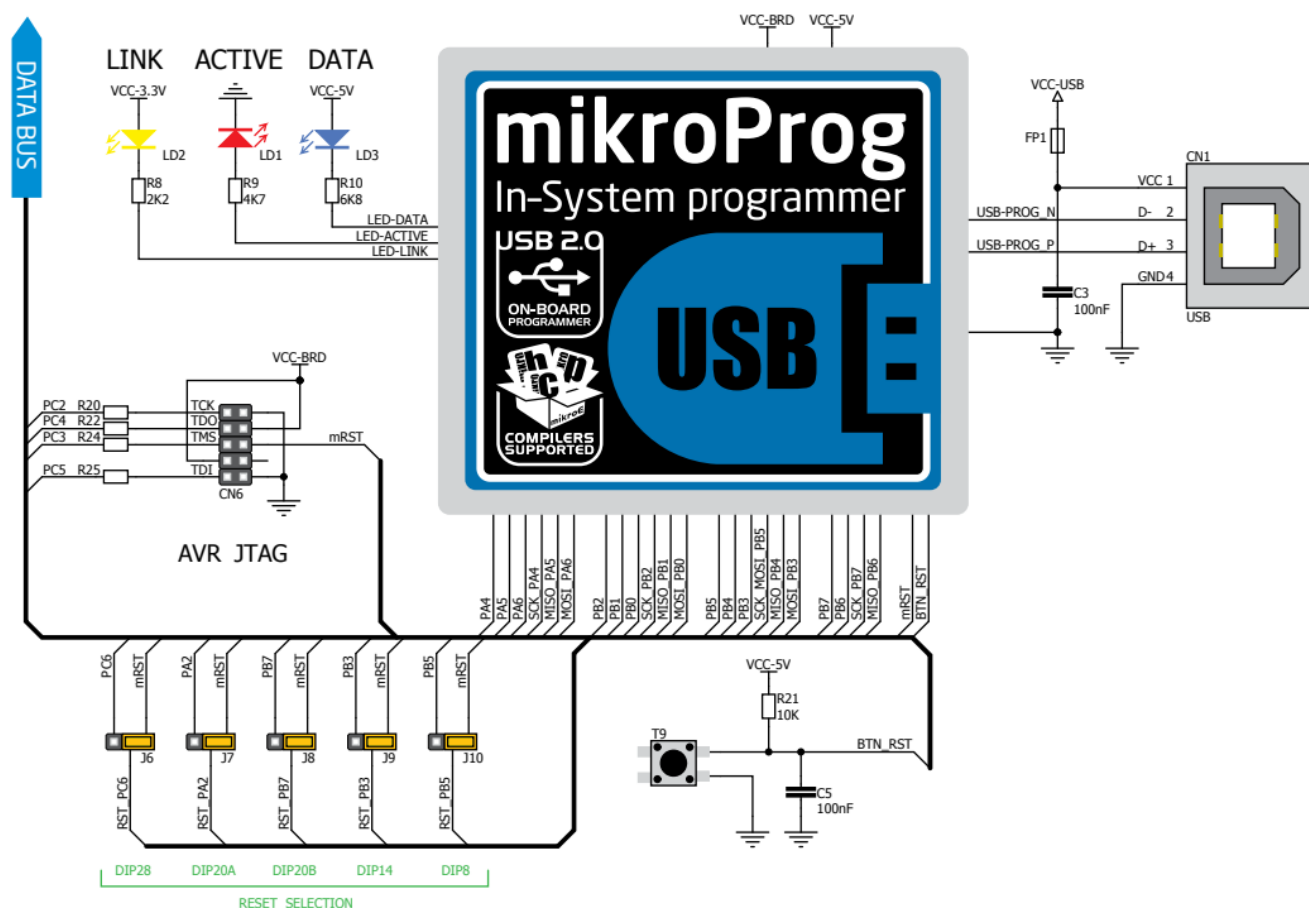 VCC-BRD VCC-5V
DATA BUS
LINK ACTIVE DATA
VCC-3.3V VCC-5V
LD2 LD1 LD3
R8 R9 R10
2K2 4K7 6K8
LED-DATA
LED-ACTIVE
LED-LINK
mikroProg
In-System programmer
USB 2.0
ON-BOARD
PROGRAMMER
USB
mikroE
COMPILERS
SUPPORTED
VCC-USB
FP1
CN1
VCC 1
USB-PROG_N D- 2
USB-PROG_P D+ 3
GND 4
C3
100nF
USB
VCC-BRD
PC2 R20 TCK
PC4 R22 TDO
PC3 R24 TMS mRST
PC5 R25 TDI
CN6
AVR JTAG
PA4 PA5 PA6 SCK_PA4 MISO_PA5 MOSI_PA6 PB2 PB1 PB0 SCK_PB2 MISO_PB1 MOSI_PB0 PB5 PB4 PB3 SCK_MOSI_PB5 MISO_PB4 MOSI_PB3 PB7 PB6 SCK_PB7 MISO_PB6 mRST BTN_RST
PC6 mRST PA2 mRST PB7 mRST PB3 mRST PB5 mRST
J6 J7 J8 J9 J10
RST_PC6 RST_PA2 RST_PB7 RST_PB3 RST_PB5
VCC-5V
R21
10K
T9
BTN_RST
C5
100nF
DIP28 DIP20A DIP20B DIP14 DIP8
RESET SELECTION